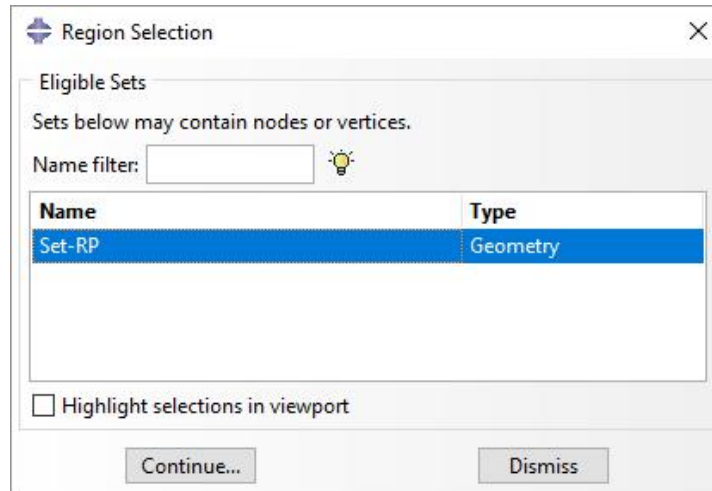 Region Selection
Eligible Sets
Sets below may contain nodes or vertices.
Name filter:
Name Type
Set-RP Geometry
Highlight selections in viewport
Continue... Dismiss